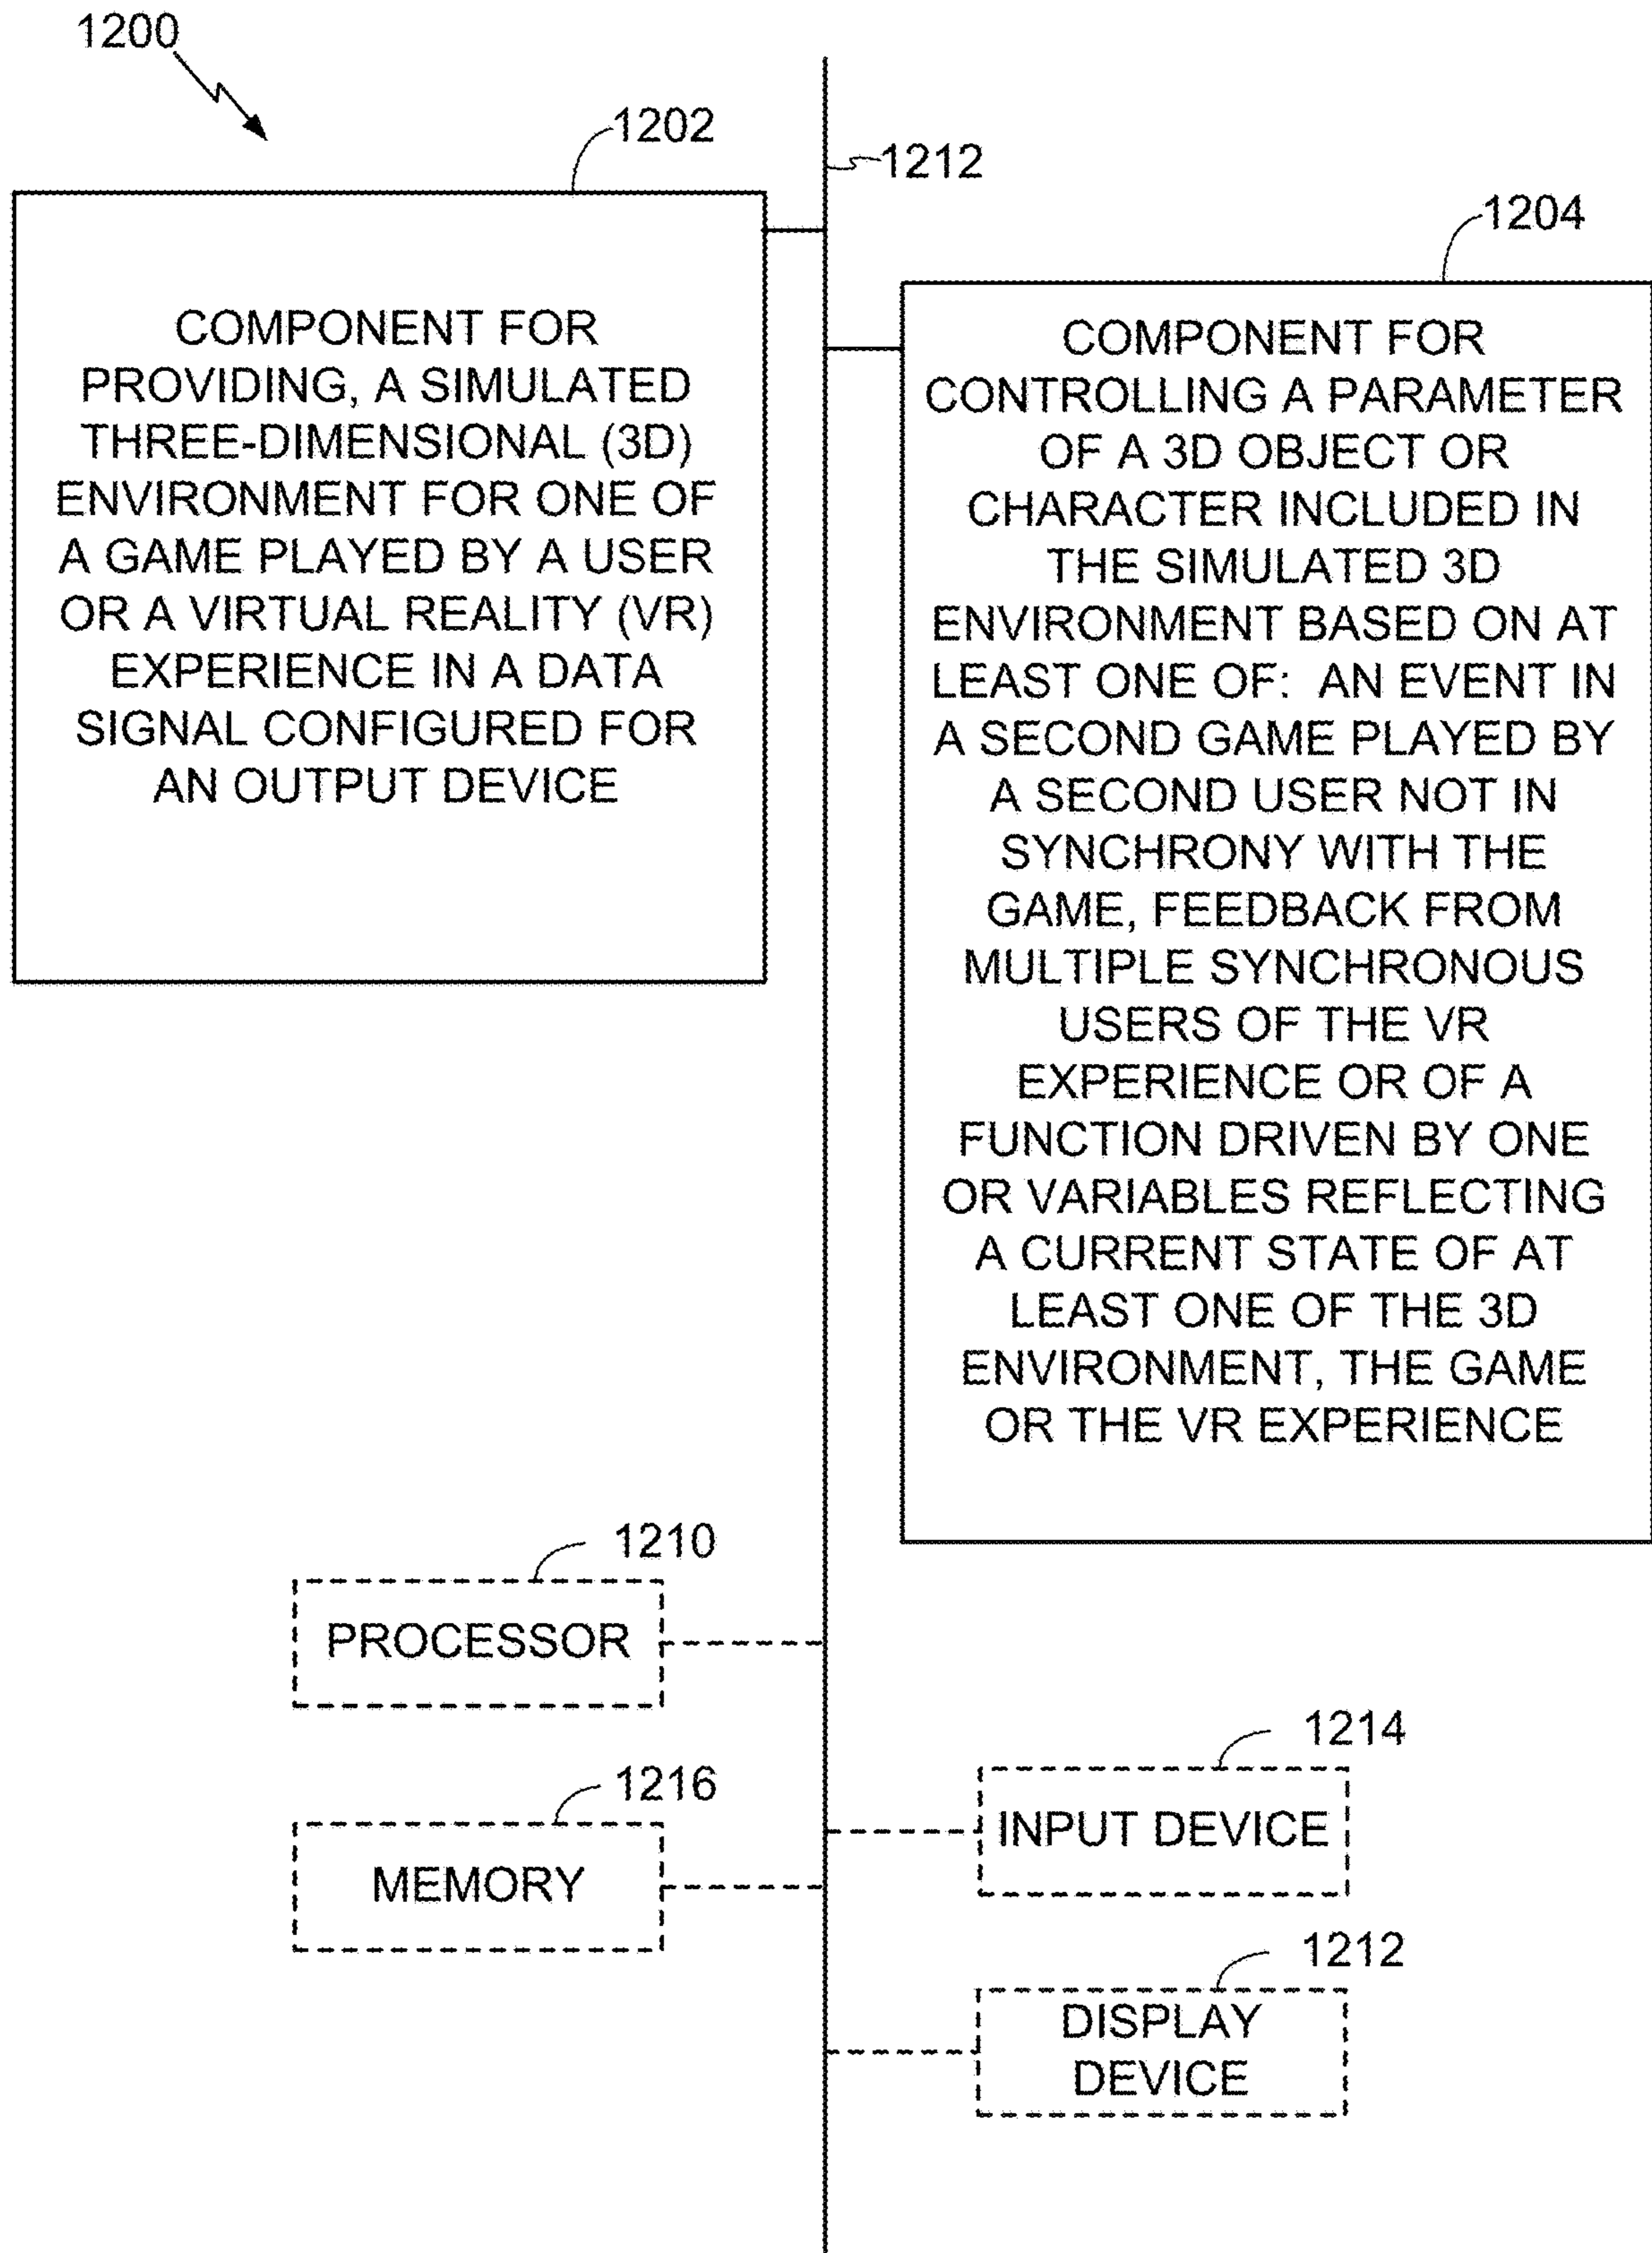 1200
1202
1212
COMPONENT FOR
PROVIDING, A SIMULATED
THREE-DIMENSIONAL (3D)
ENVIRONMENT FOR ONE OF
A GAME PLAYED BY A USER
OR A VIRTUAL REALITY (VR)
EXPERIENCE IN A DATA
SIGNAL CONFIGURED FOR
AN OUTPUT DEVICE
1204
COMPONENT FOR
CONTROLLING A PARAMETER
OF A 3D OBJECT OR
CHARACTER INCLUDED IN
THE SIMULATED 3D
ENVIRONMENT BASED ON AT
LEAST ONE OF:  AN EVENT IN
A SECOND GAME PLAYED BY
A SECOND USER NOT IN
SYNCHRONY WITH THE
GAME, FEEDBACK FROM
MULTIPLE SYNCHRONOUS
USERS OF THE VR
EXPERIENCE OR OF A
FUNCTION DRIVEN BY ONE
OR VARIABLES REFLECTING
A CURRENT STATE OF AT
LEAST ONE OF THE 3D
ENVIRONMENT, THE GAME
OR THE VR EXPERIENCE
1210
PROCESSOR
1214
INPUT DEVICE
1216
MEMORY
1212
DISPLAY
DEVICE